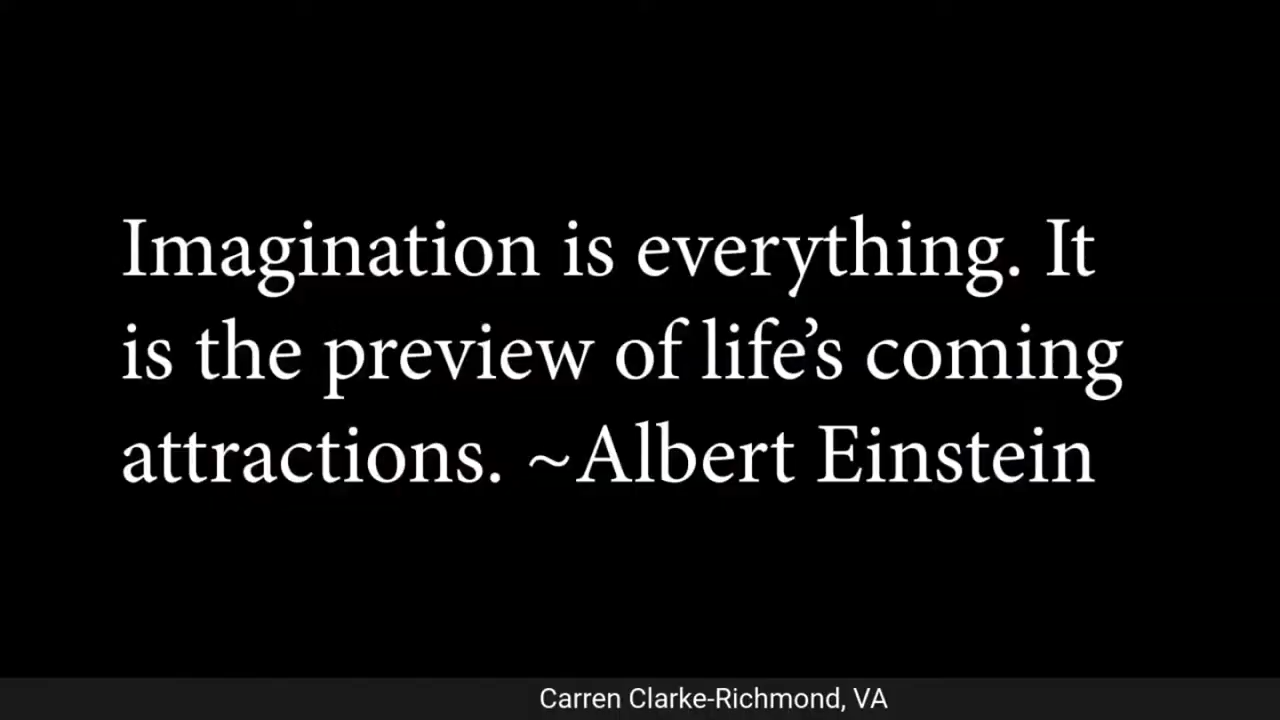 Imagination is everything. It
is the preview of life’s coming
attractions. ~Albert Einstein
Carren Clarke-Richmond, VA